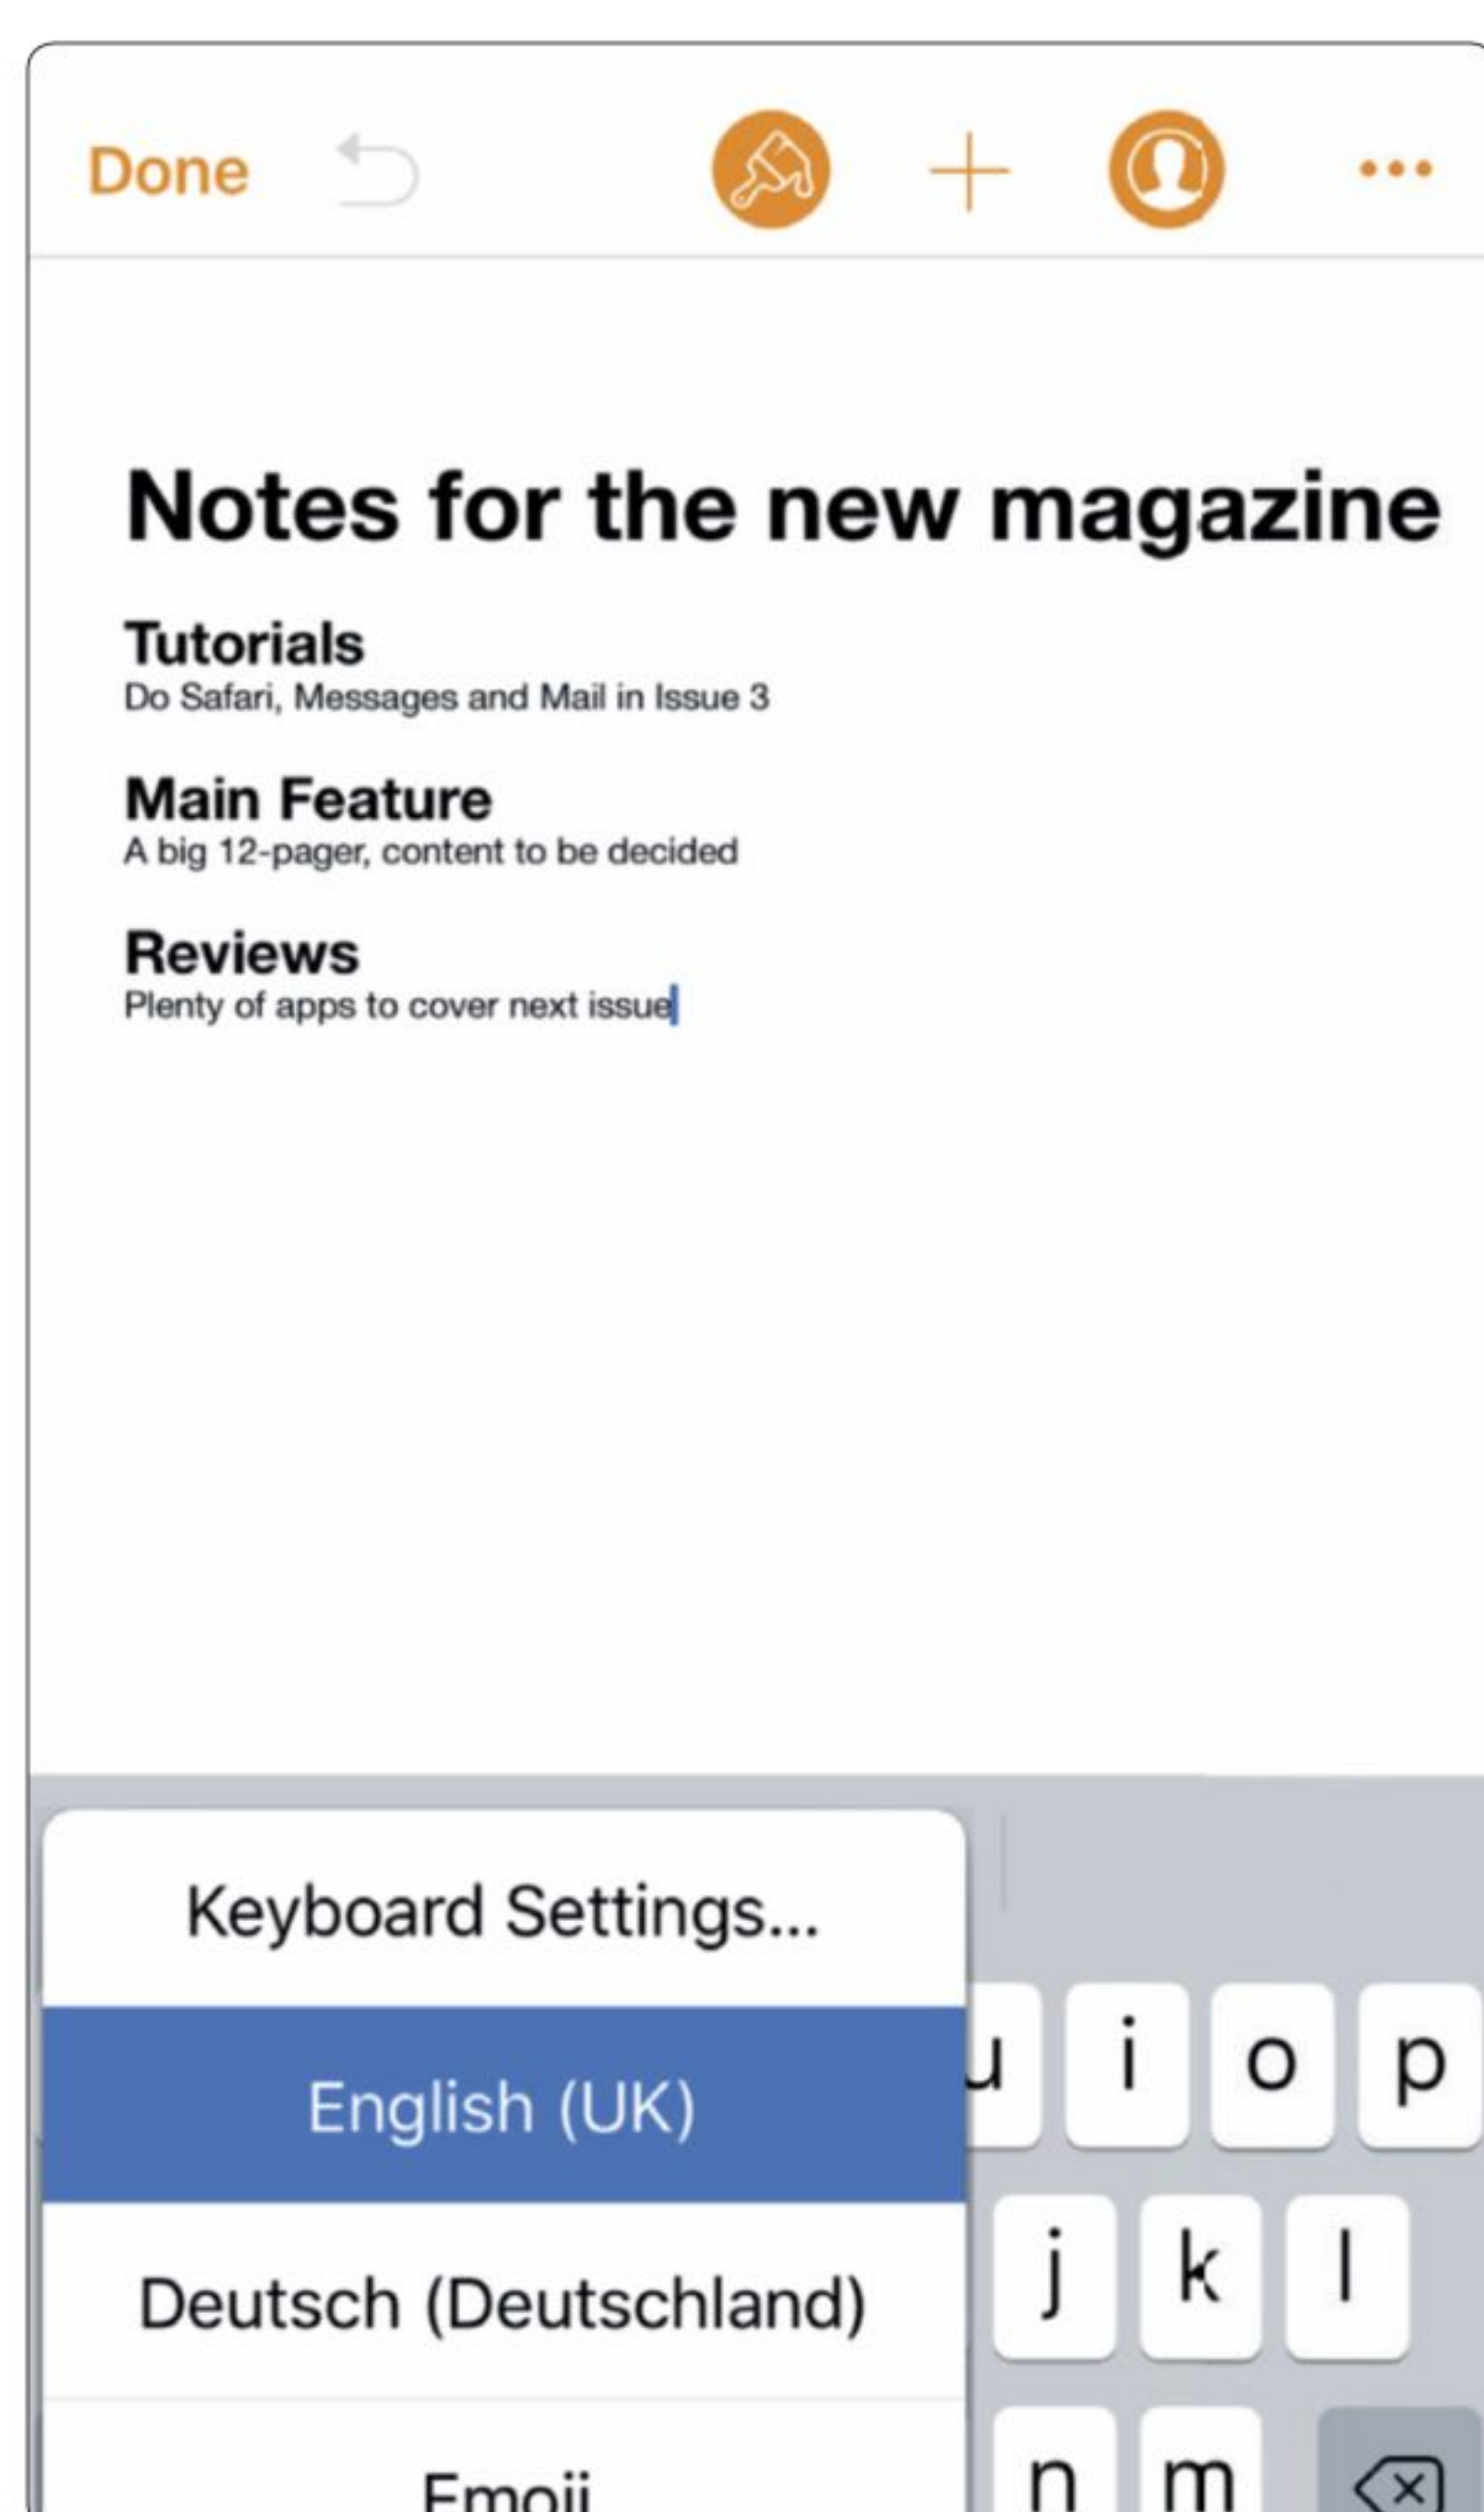 Done
Notes for the new magazine
Tutorials
Do Safari, Messages and Mail in Issue 3
Main Feature
A big 12-pager, content to be decided
Reviews
Plenty of apps to cover next issue
Keyboard Settings...
English (UK)
Deutsch (Deutschland)
Emoji
u i o p
j k l
n m